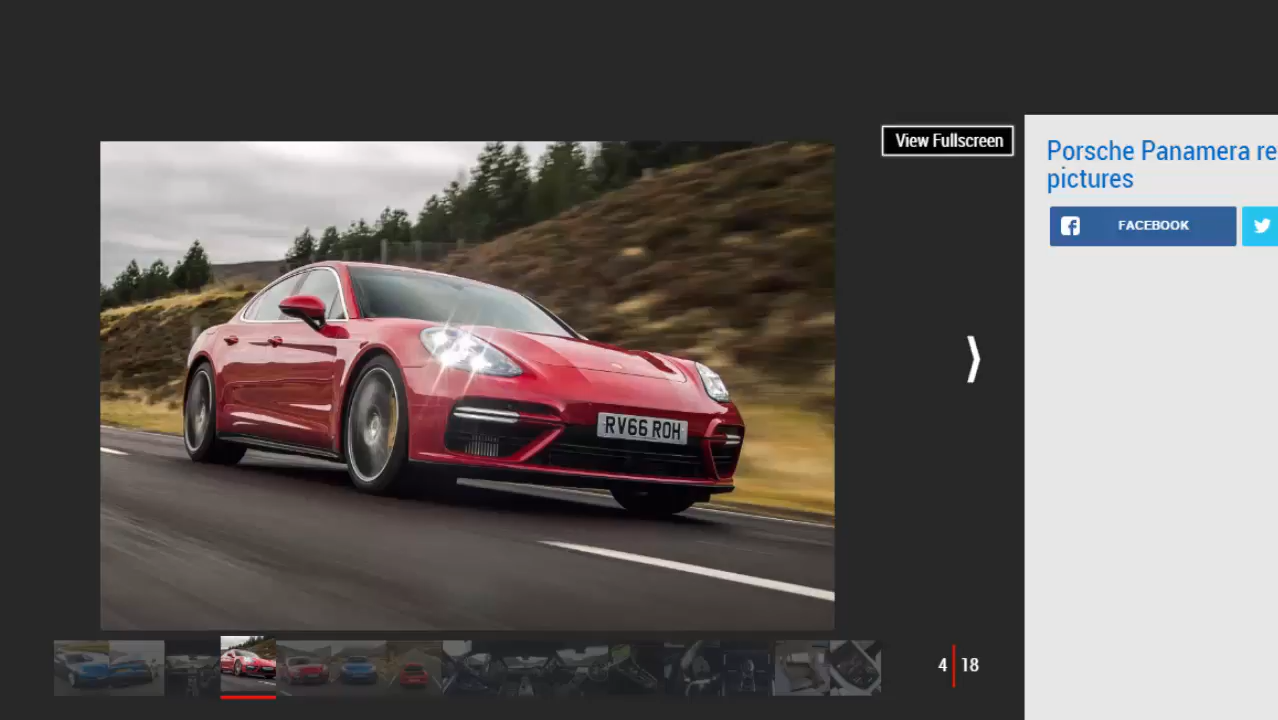 View Fullscreen
Porsche Panamera re
pictures
FACEBOOK
RV66 ROH
4 18